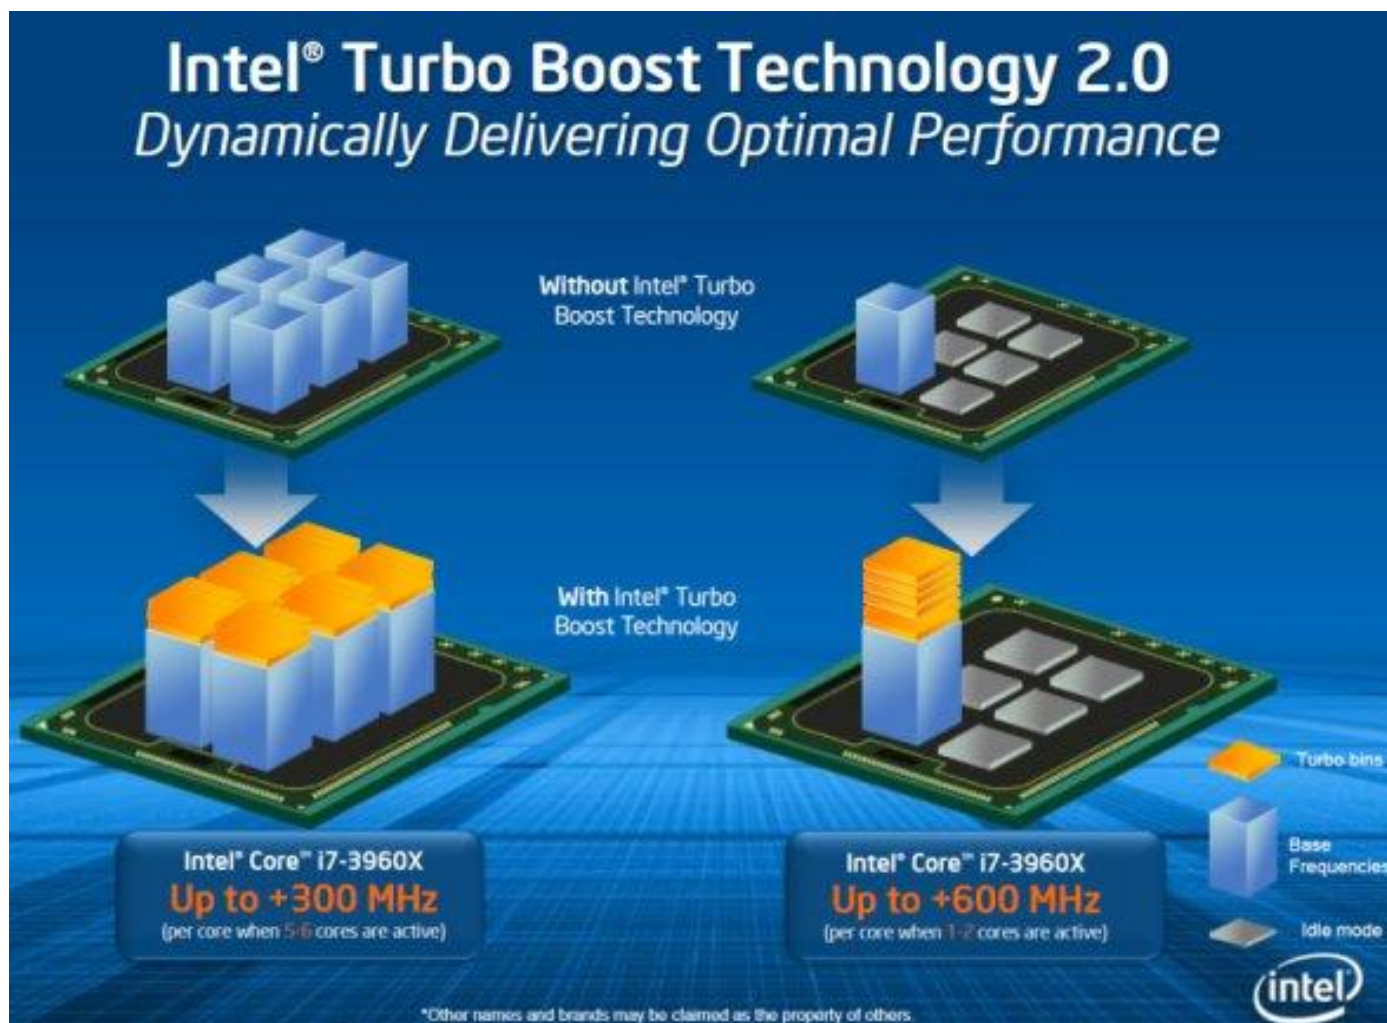 Intel® Turbo Boost Technology 2.0
Dynamically Delivering Optimal Performance
Without Intel® Turbo
Boost Technology
With Intel® Turbo
Boost Technology
Intel® Core™ i7-3960X
Up to +300 MHz
(per core when 5-6 cores are active)
Intel® Core™ i7-3960X
Up to +600 MHz
(per core when 1-2 cores are active)
Turbo bins
Base
Frequencies
Idle mode
intel
*Other names and brands may be claimed as the property of others.